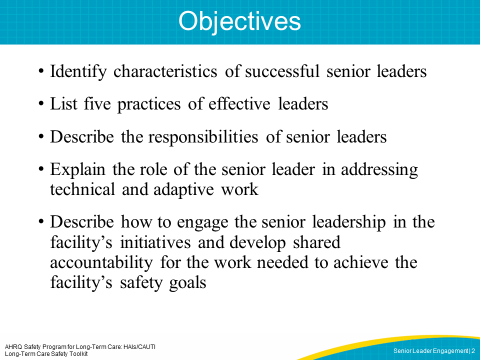 Objectives
• Identify characteristics of successful senior leaders
• List five practices of effective leaders
• Describe the responsibilities of senior leaders
• Explain the role of the senior leader in addressing
technical and adaptive work
• Describe how to engage the senior leadership in the
facility’s initiatives and develop shared
accountability for the work needed to achieve the
facility’s safety goals
AHRQ Safety Program for Long-Term Care: HAIs/CAUTI
Long-Term Care Safety Toolkit
Senior Leader Engagement | 2